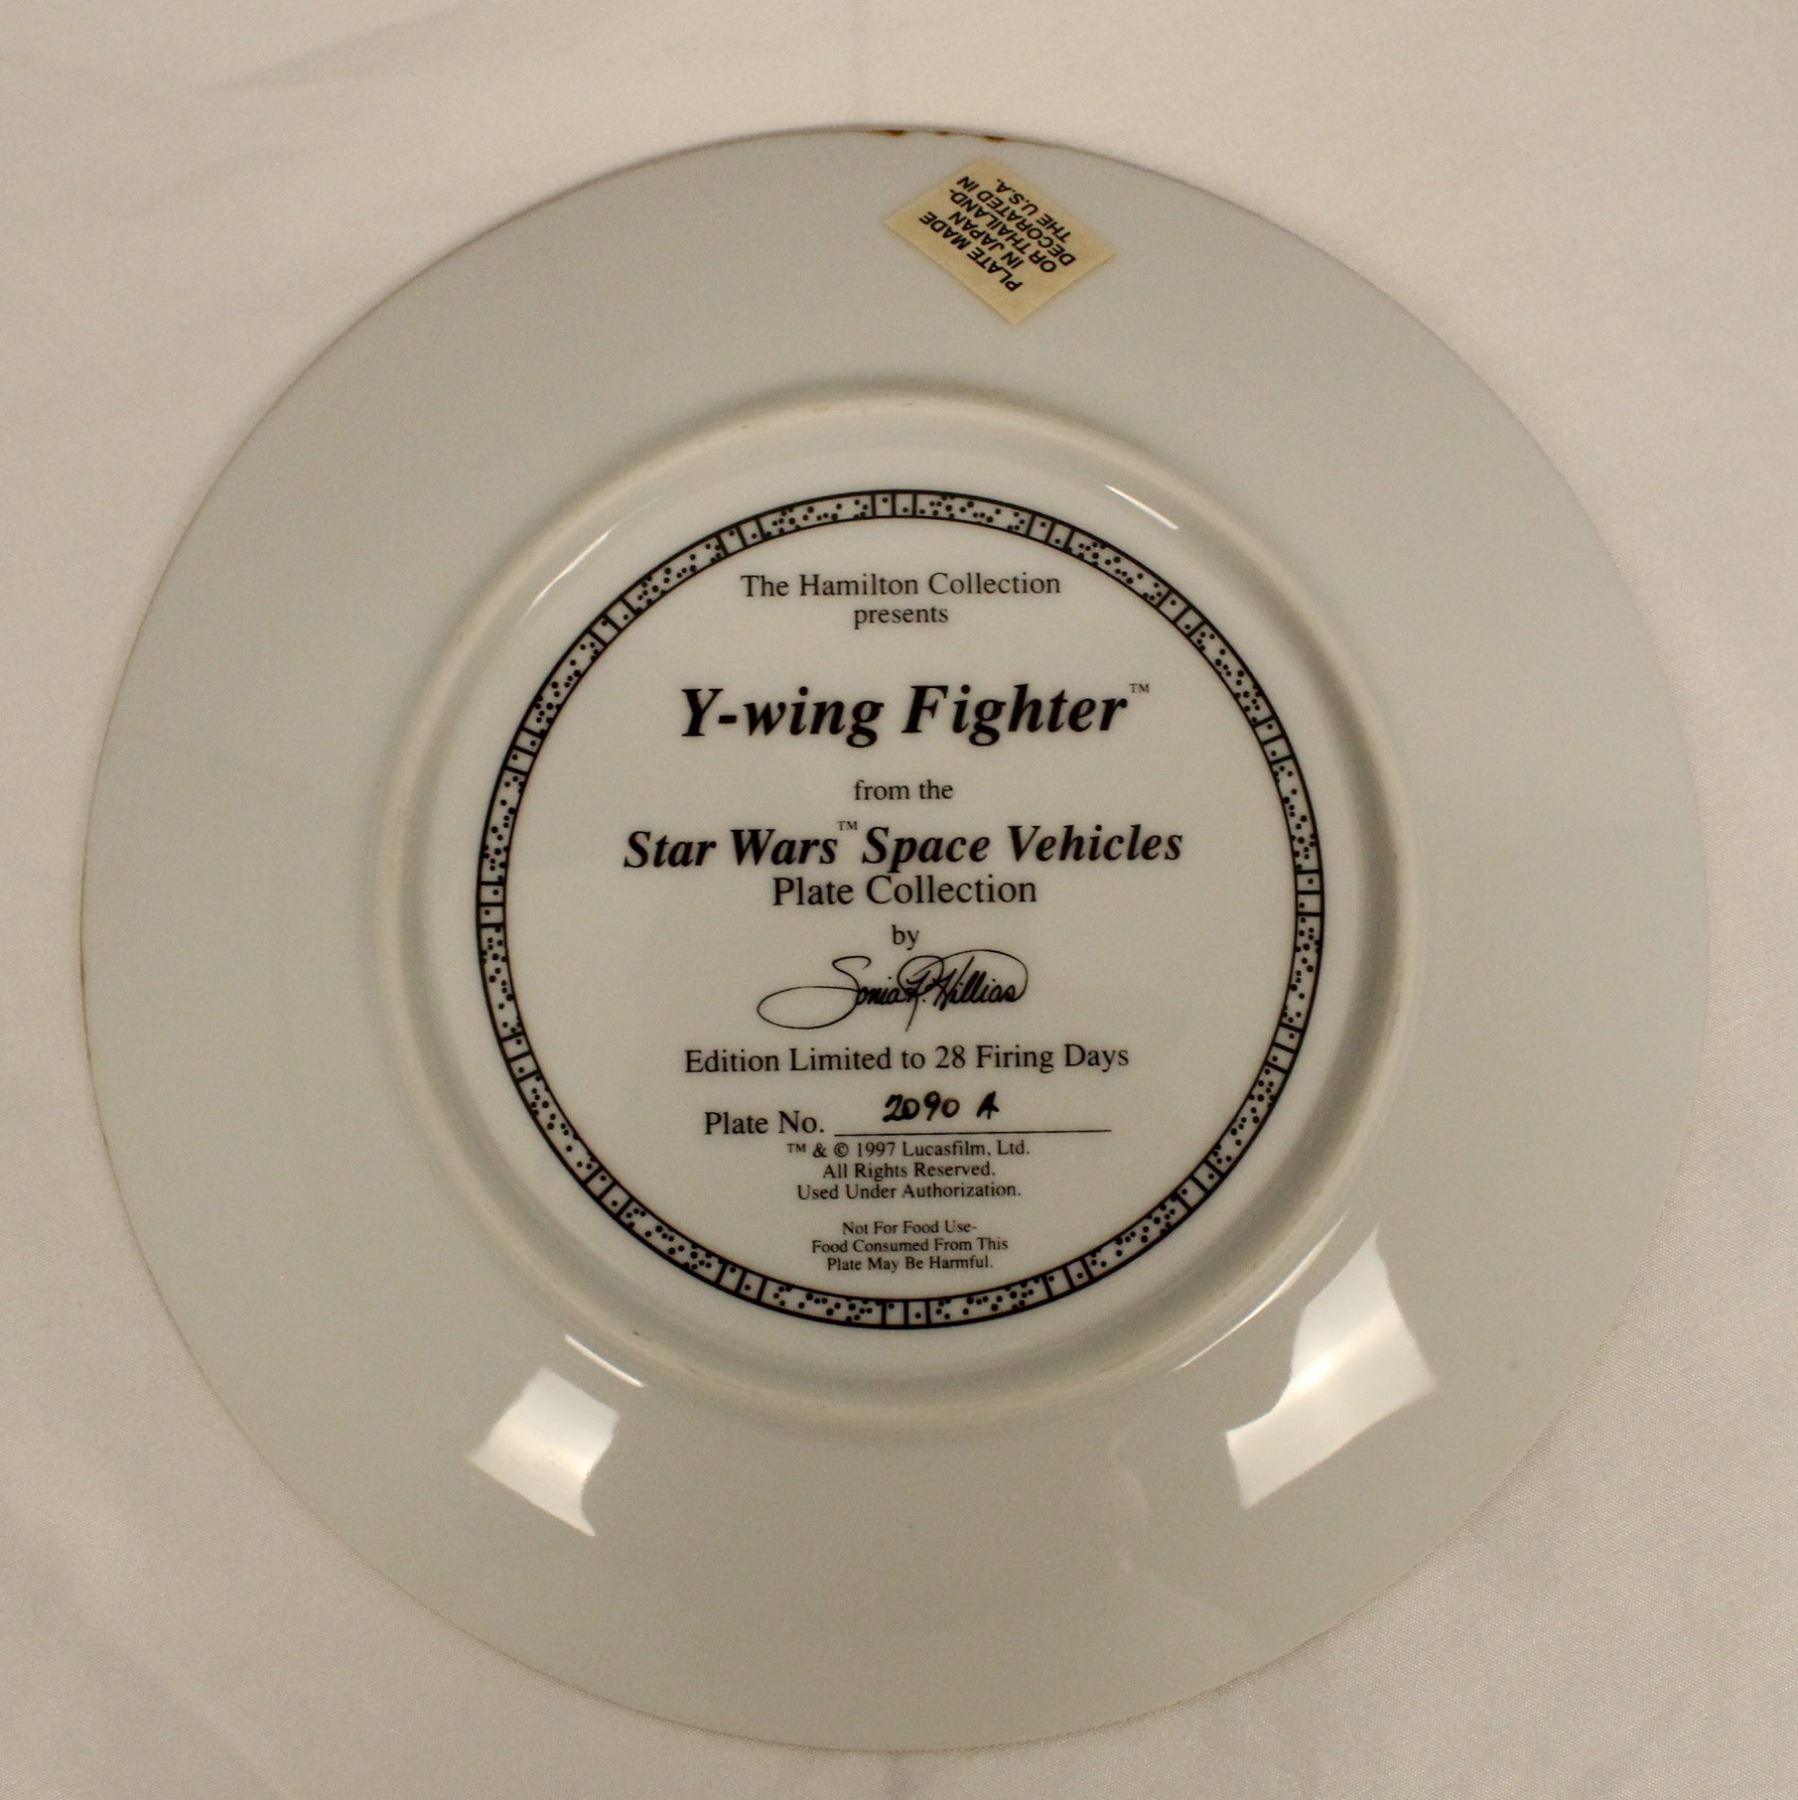 PLATE MADE
IN JAPAN
OR THAILAND-
DECORATED IN
THE U.S.A.
The Hamilton Collection
presents
Y-wing Fighter™
from the
Star Wars™ Space Vehicles
Plate Collection
by
Sonia R. Hillios
Edition Limited to 28 Firing Days
Plate No. 2090 A
™ & © 1997 Lucasfilm, Ltd.
All Rights Reserved.
Used Under Authorization.
Not For Food Use-
Food Consumed From This
Plate May Be Harmful.